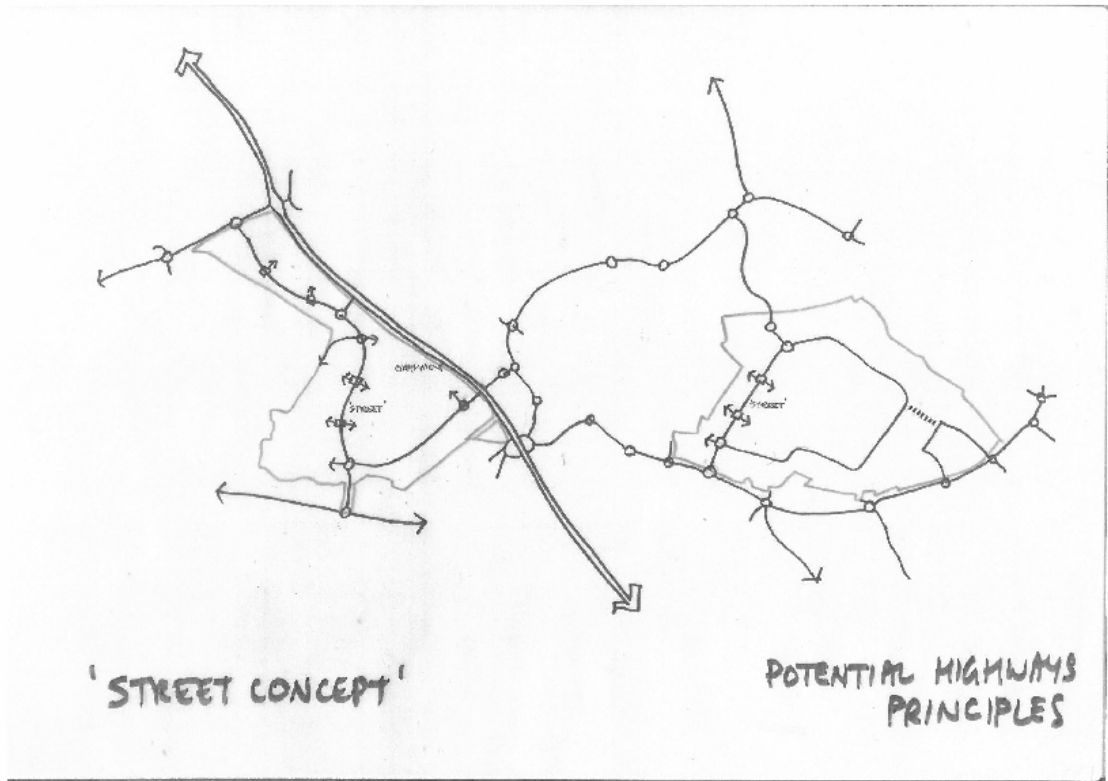 'STREET'
'STREET'
'STREET CONCEPT'
POTENTIAL HIGHWAYS
PRINCIPLES